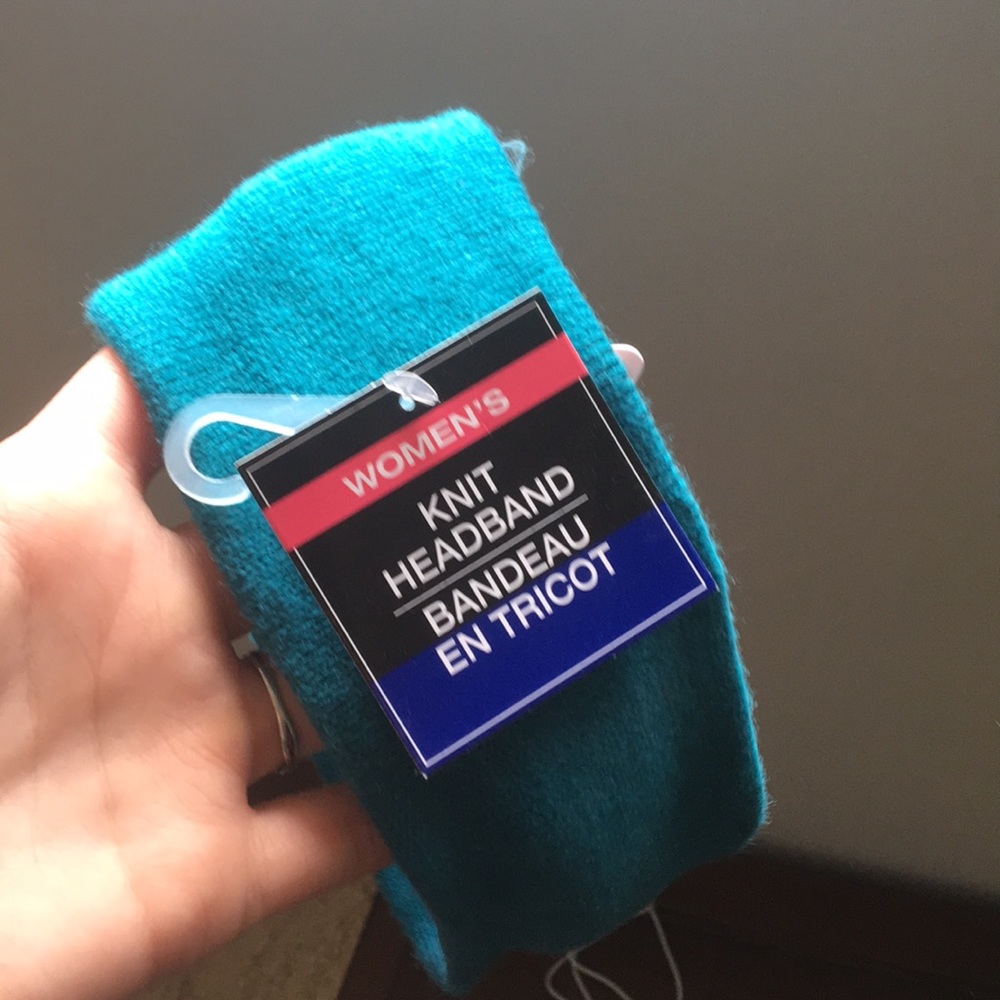 WOMEN'S
KNIT
HEADBAND
BANDEAU
EN TRICOT